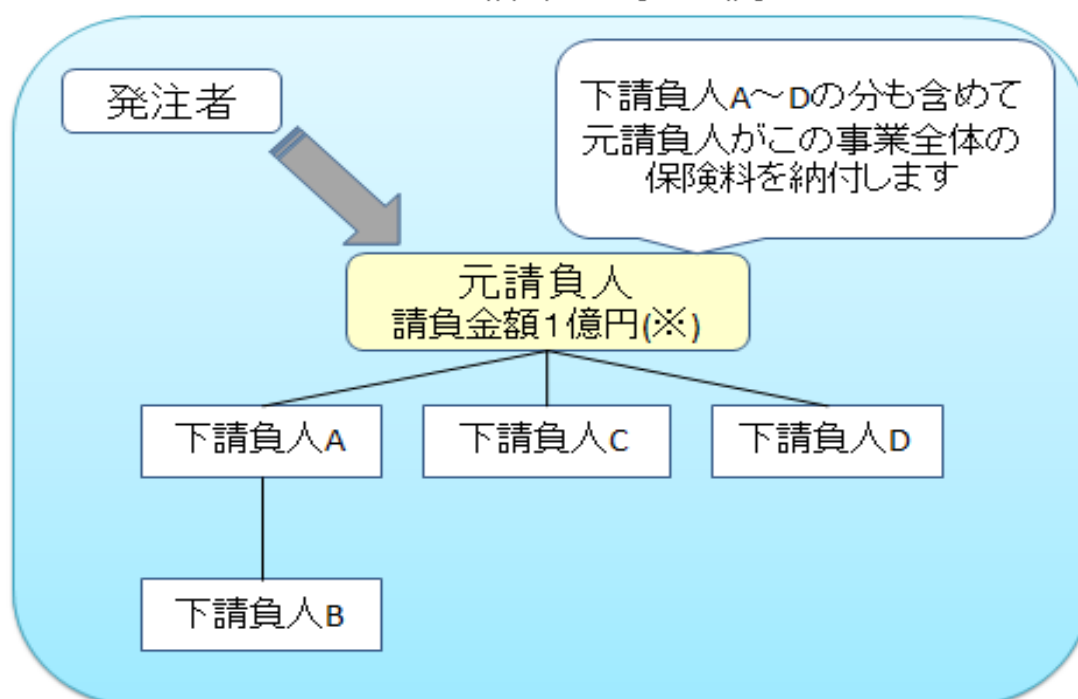 発注者
下請負人A～Dの分も含めて
元請負人がこの事業全体の
保険料を納付します
元請負人
請負金額1億円(※)
下請負人A
下請負人C
下請負人D
下請負人B